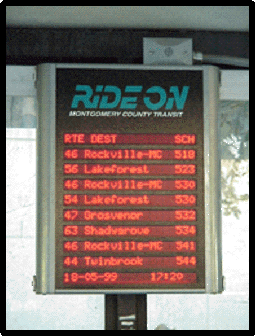 RIDE ON
MONTGOMERY COUNTY TRANSIT
RTE DEST SCH
46 Rockville-MC 518
56 Lakeforest 523
46 Rockville-MC 530
54 Lakeforest 530
47 Grosvenor 532
63 Shadygrove 534
46 Rockville-MC 541
44 Twinbrook 544
18-05-99 17:20